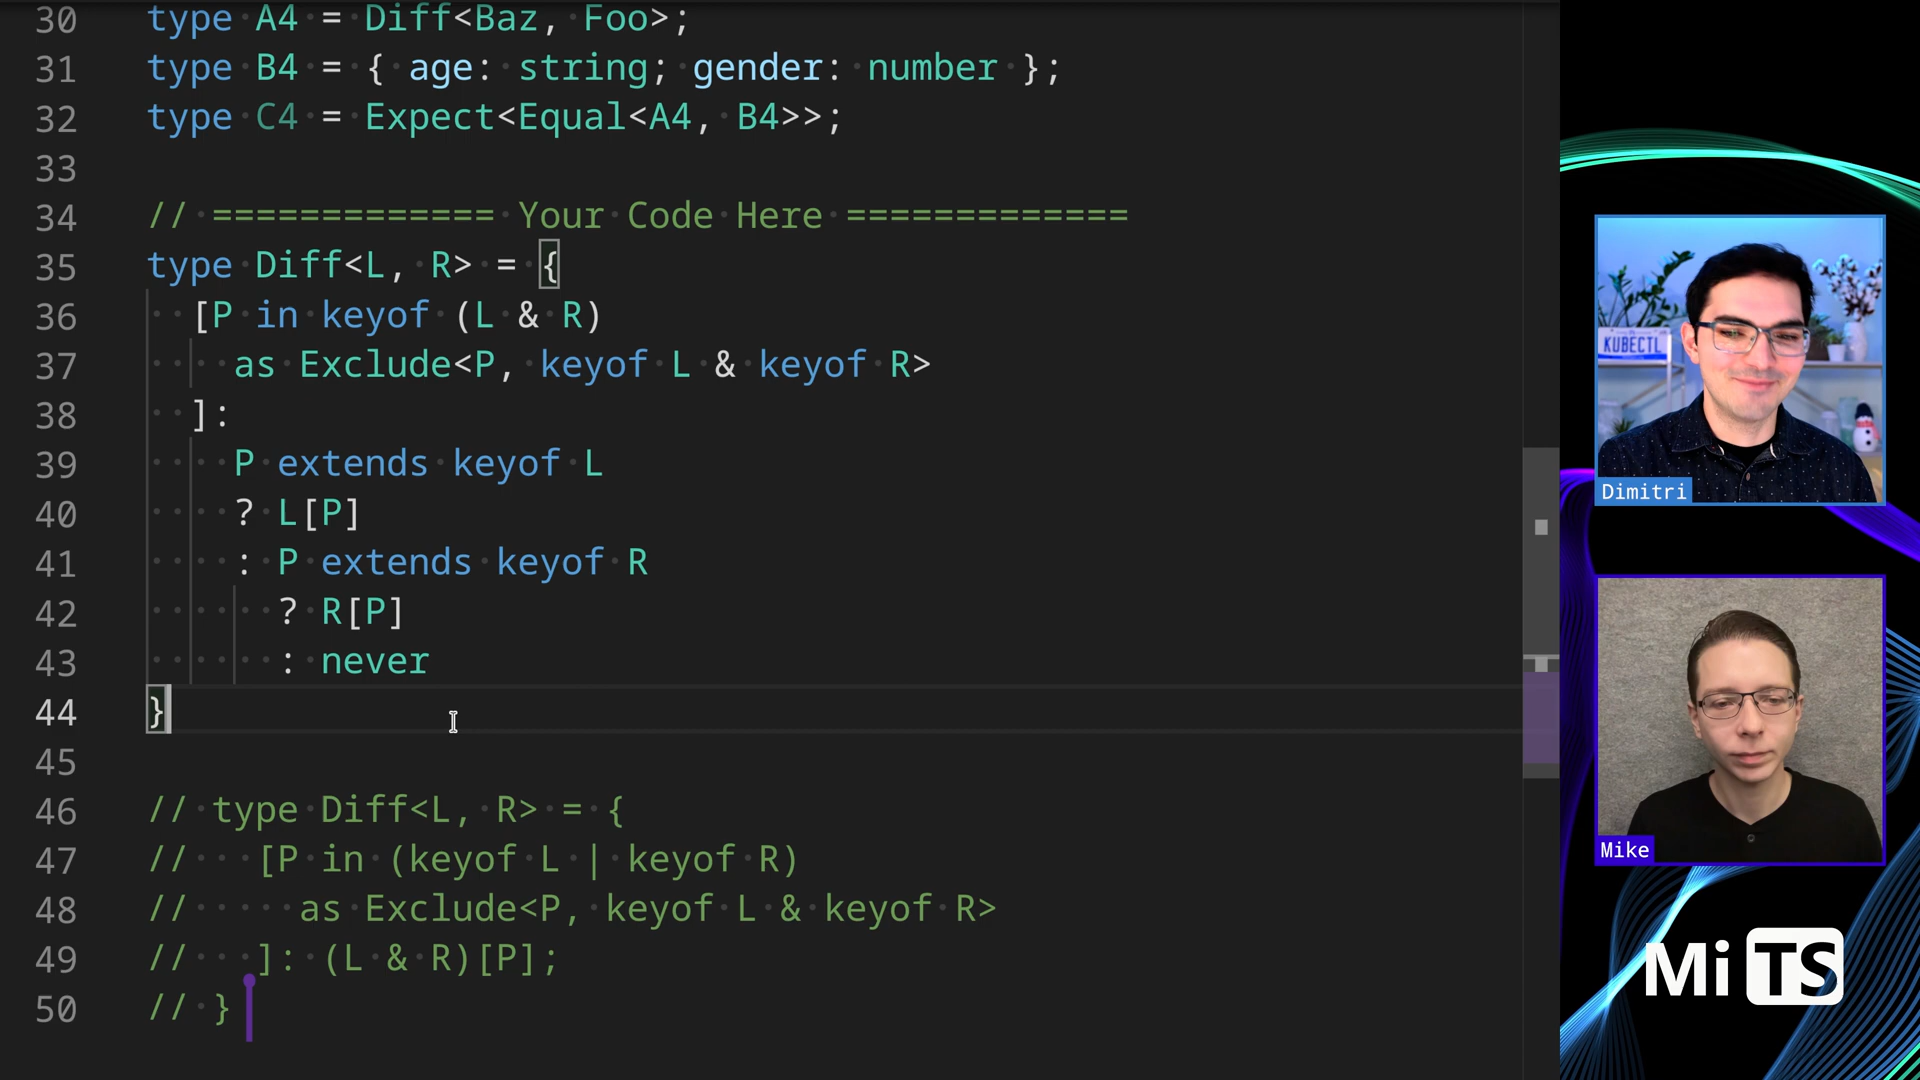 30 type A4 = Diff<Baz, Foo>;
31 type B4 = { age: string; gender: number };
32 type C4 = Expect<Equal<A4, B4>>;
33
34 // ============= Your Code Here =============
35 type Diff<L, R> = {
36 [P in keyof (L & R)
37 as Exclude<P, keyof L & keyof R>
38 ]:
39 P extends keyof L
40 ? L[P]
41 : P extends keyof R
42 ? R[P]
43 : never
44 }
45
46 // type Diff<L, R> = {
47 //   [P in (keyof L | keyof R)
48 //     as Exclude<P, keyof L & keyof R>
49 //   ]: (L & R)[P];
50 // }
KUBECTL
Dimitri
Mike
Mi TS